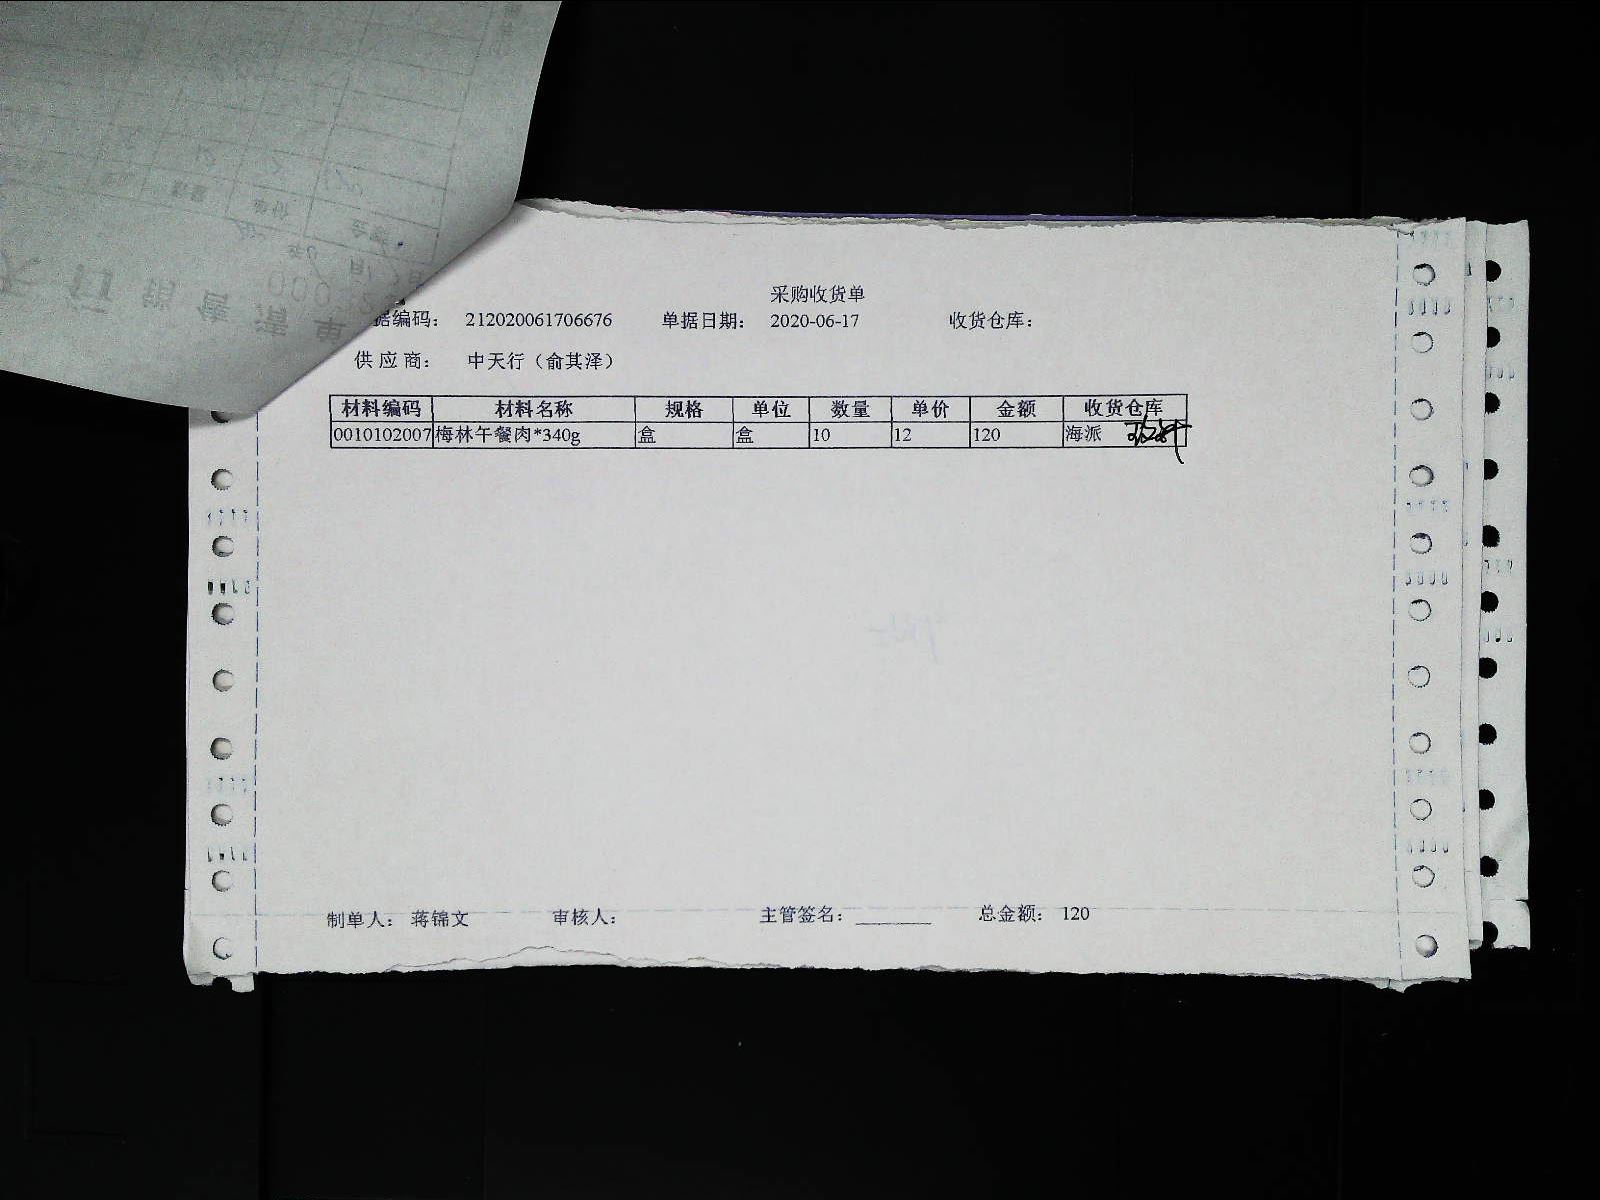 采购收货单
据编码： 212020061706676 单据日期： 2020-06-17 收货仓库：
供应商： 中天行（俞其泽）
材料编码 材料名称 规格 单位 数量 单价 金额 收货仓库
0010102007 梅林午餐肉*340g 盒 盒 10 12 120 海派
制单人： 蒋锦文 审核人： 主管签名： 总金额： 120